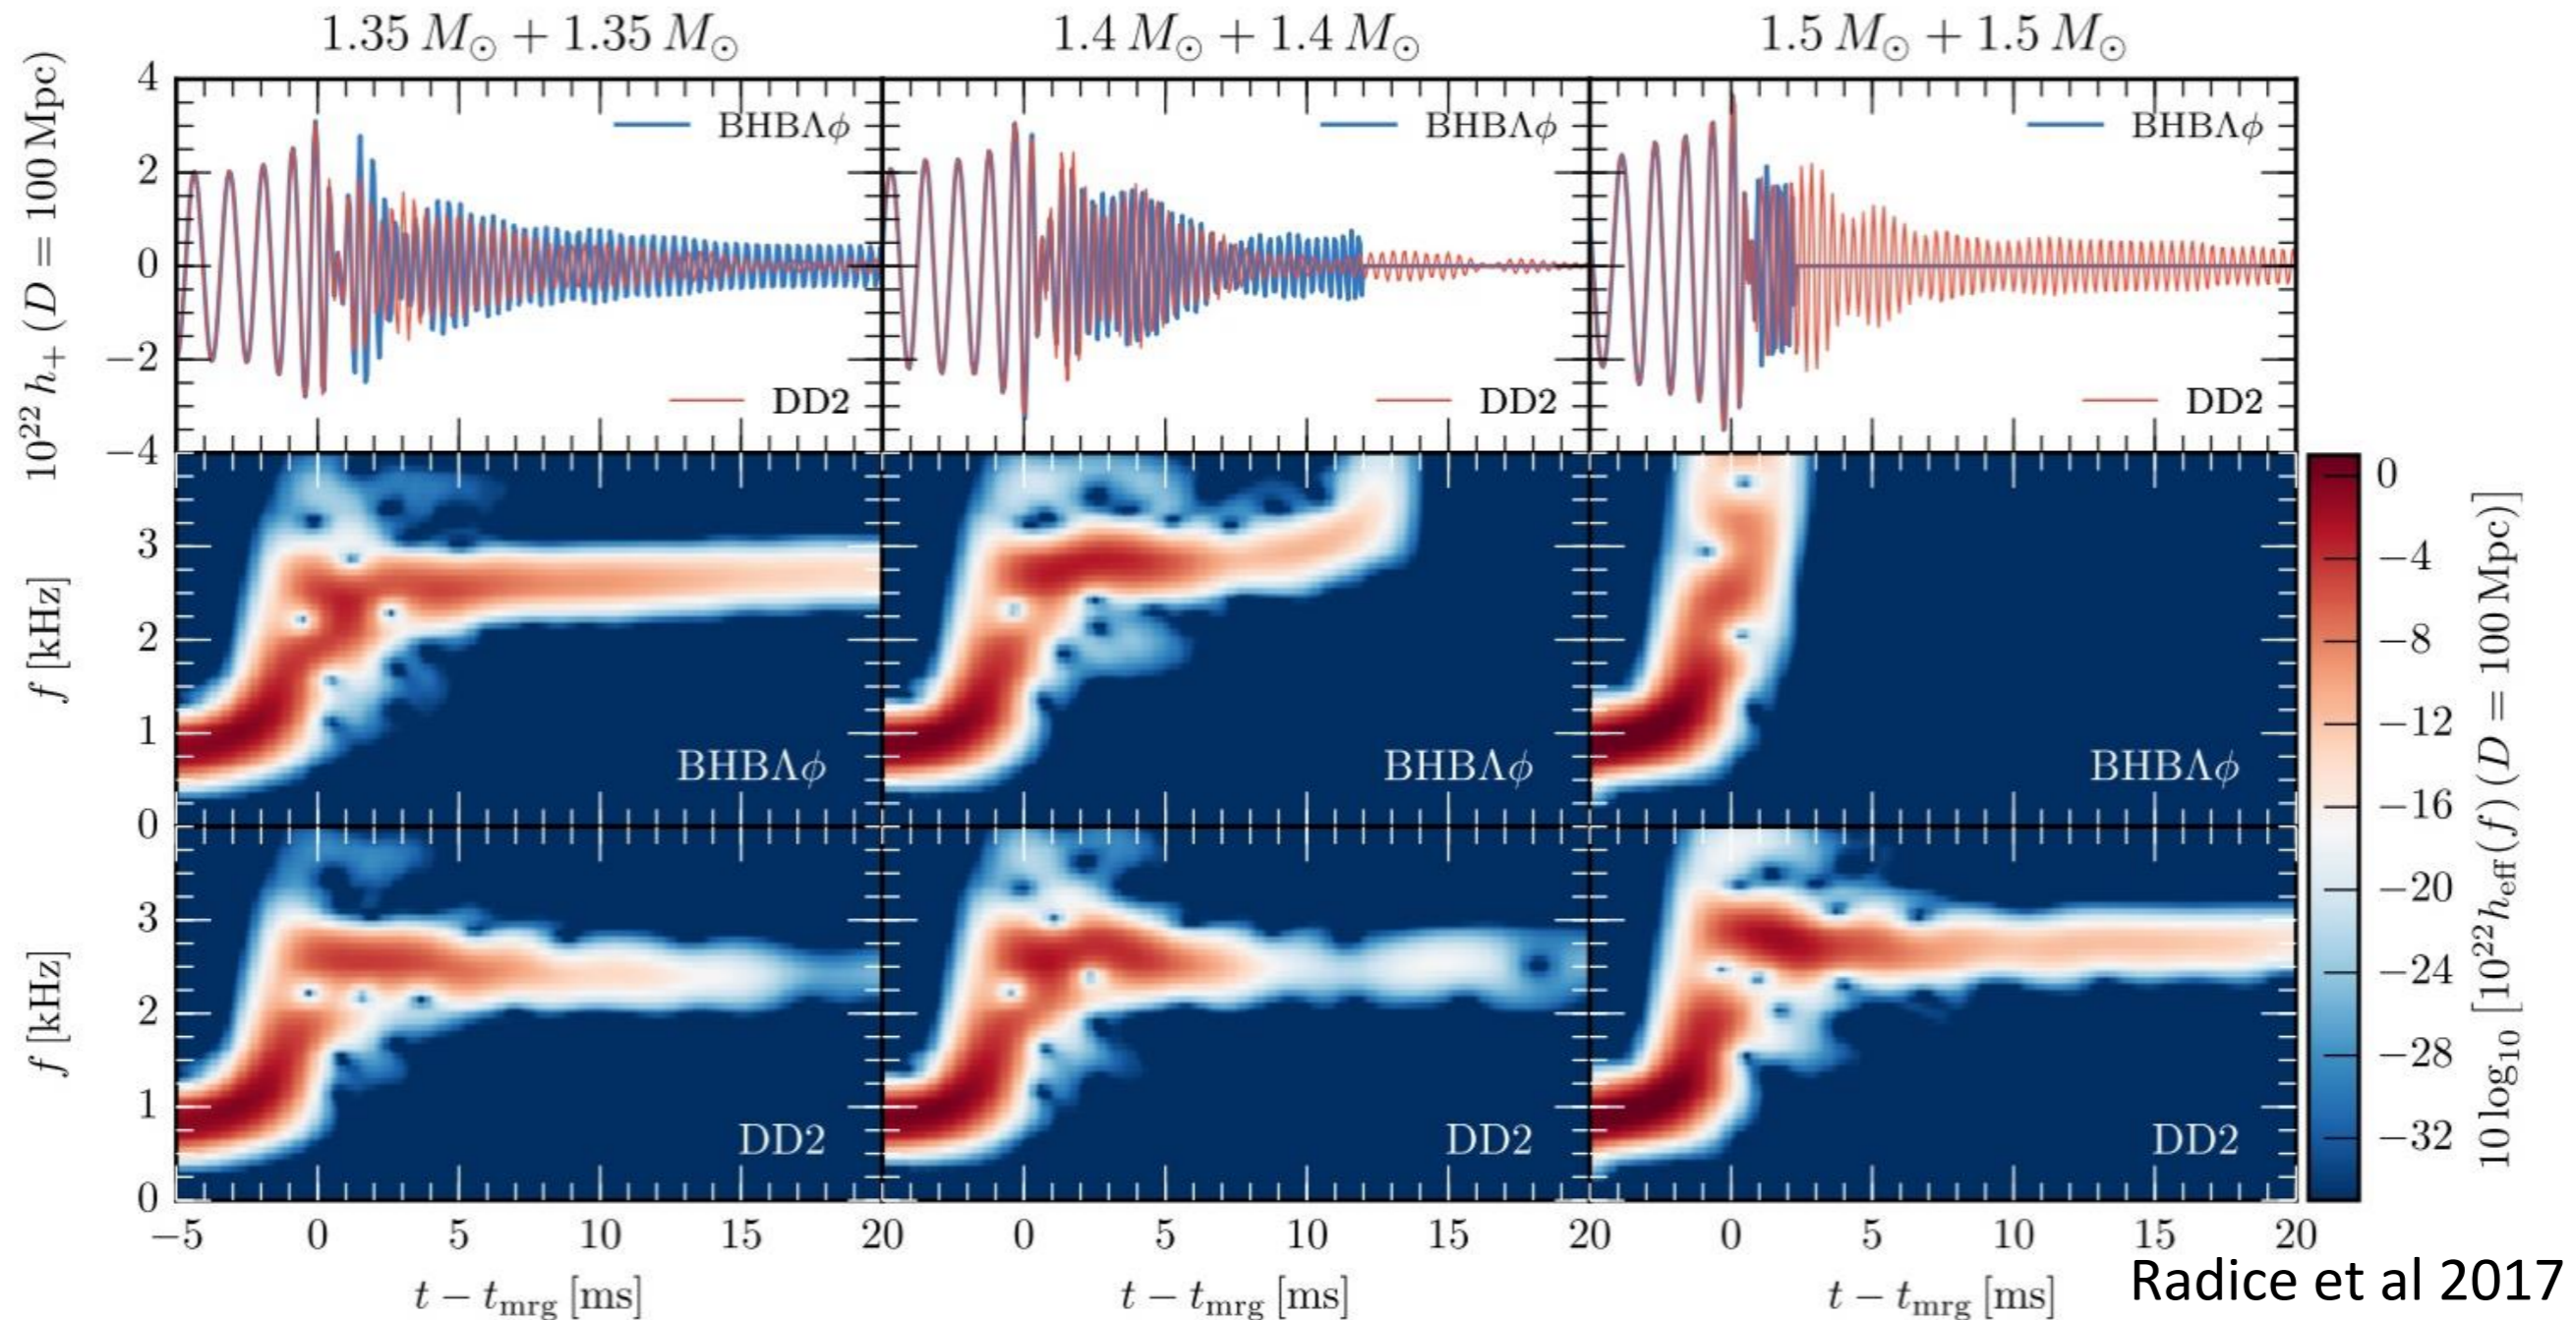 1.35 M⊙ + 1.35 M⊙
1.4 M⊙ + 1.4 M⊙
1.5 M⊙ + 1.5 M⊙
10²² h₊ (D = 100 Mpc)
4
2
0
−2
−4
BHBΛϕ
DD2
BHBΛϕ
DD2
BHBΛϕ
DD2
f [kHz]
3
2
1
0
BHBΛϕ
BHBΛϕ
BHBΛϕ
f [kHz]
3
2
1
0
DD2
DD2
DD2
−5 0 5 10 15 20 0 5 10 15 20 0 5 10 15 20
t − tₘᵣg [ms]
t − tₘᵣg [ms]
t − tₘᵣg [ms]
0
−4
−8
−12
−16
−20
−24
−28
−32
10 log₁₀ [10²² h_eff(f) (D = 100 Mpc)]
Radice et al 2017